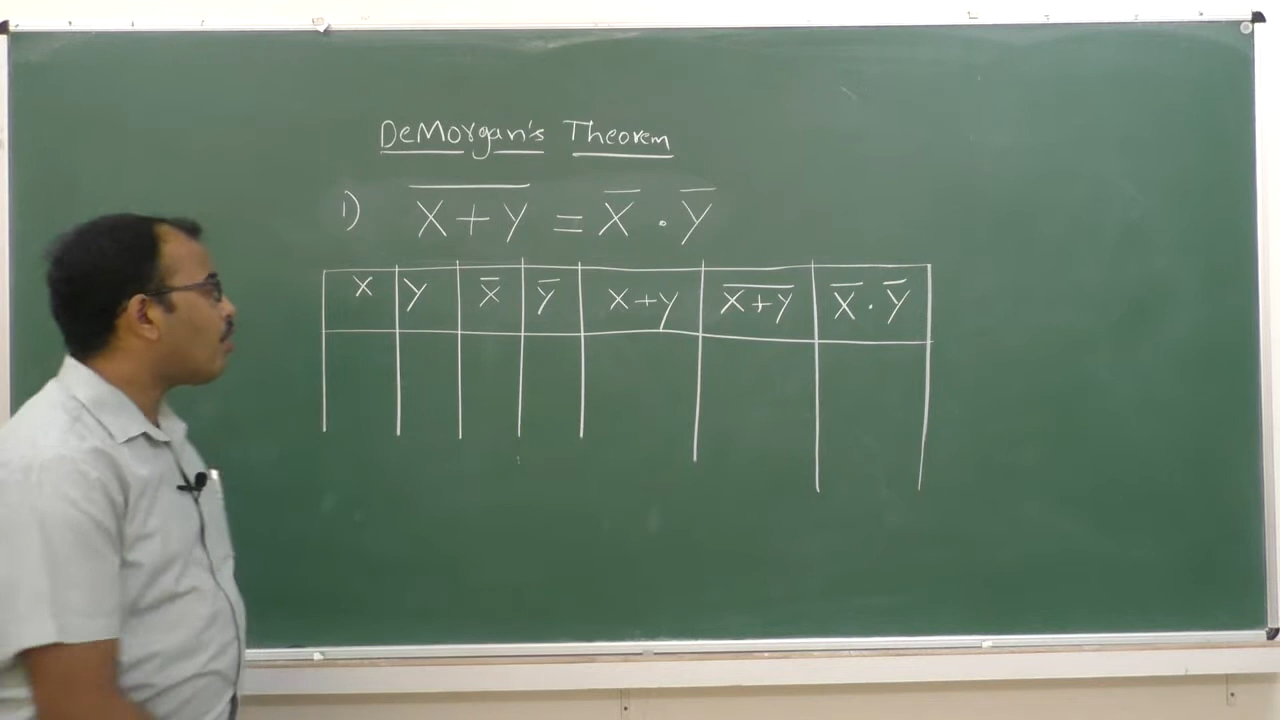 DeMorgan's Theorem
1) X̅+̅Y̅ = X̅ . Y̅
X Y X̅ Y̅ X+Y X̅+̅Y̅ X̅ . Y̅